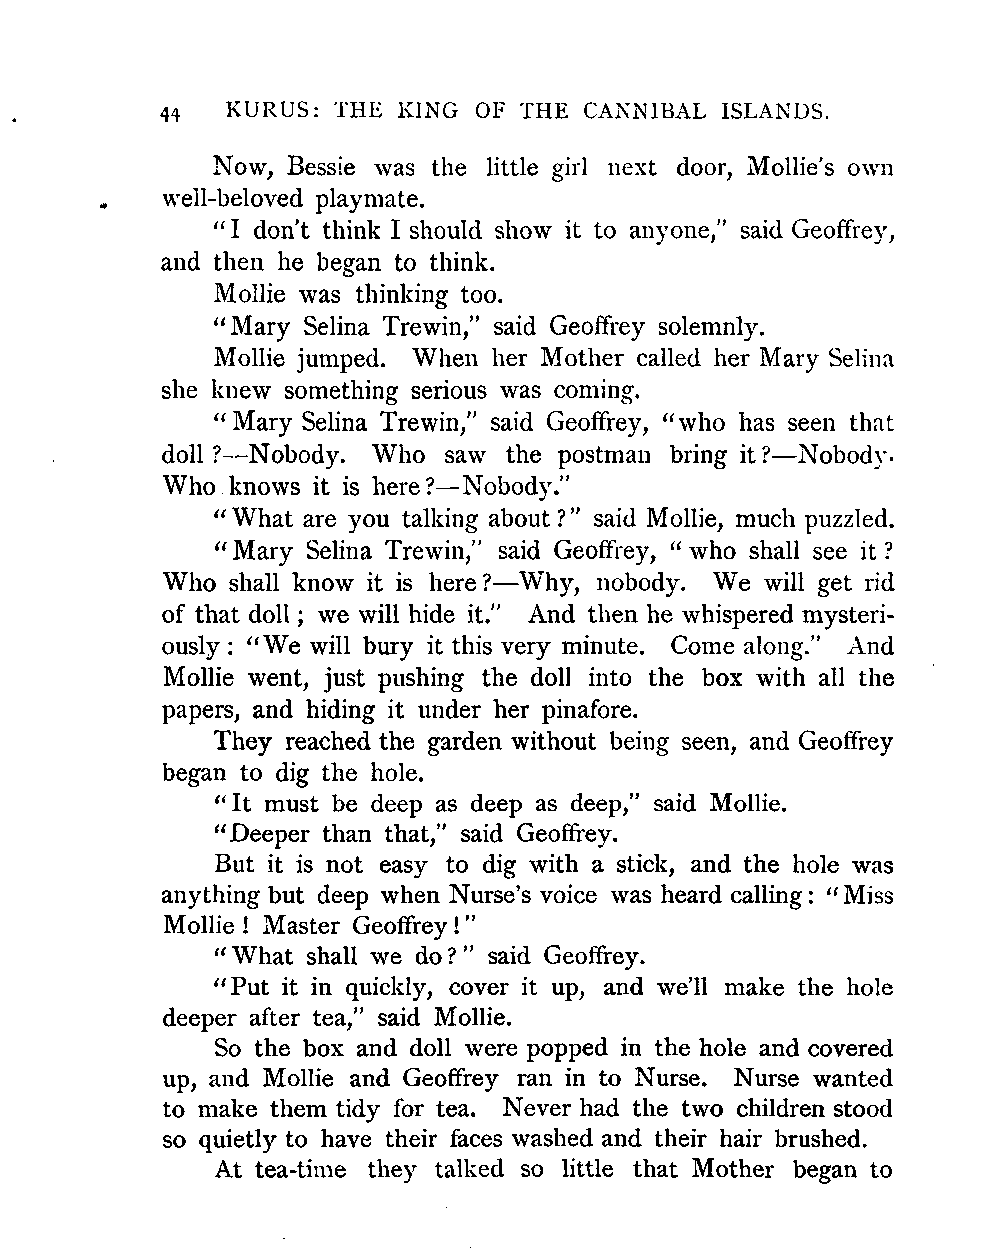 44 KURUS: THE KING OF THE CANNIBAL ISLANDS.
Now, Bessie was the little girl next door, Mollie's own
well-beloved playmate.
"I don't think I should show it to anyone," said Geoffrey,
and then he began to think.
Mollie was thinking too.
"Mary Selina Trewin," said Geoffrey solemnly.
Mollie jumped. When her Mother called her Mary Selina
she knew something serious was coming.
"Mary Selina Trewin," said Geoffrey, "who has seen that
doll?—Nobody. Who saw the postman bring it?—Nobody.
Who knows it is here?—Nobody."
"What are you talking about?" said Mollie, much puzzled.
"Mary Selina Trewin," said Geoffrey, "who shall see it?
Who shall know it is here?—Why, nobody. We will get rid
of that doll; we will hide it." And then he whispered mysteri-
ously: "We will bury it this very minute. Come along." And
Mollie went, just pushing the doll into the box with all the
papers, and hiding it under her pinafore.
They reached the garden without being seen, and Geoffrey
began to dig the hole.
"It must be deep as deep as deep," said Mollie.
"Deeper than that," said Geoffrey.
But it is not easy to dig with a stick, and the hole was
anything but deep when Nurse's voice was heard calling: "Miss
Mollie! Master Geoffrey!"
"What shall we do?" said Geoffrey.
"Put it in quickly, cover it up, and we'll make the hole
deeper after tea," said Mollie.
So the box and doll were popped in the hole and covered
up, and Mollie and Geoffrey ran in to Nurse. Nurse wanted
to make them tidy for tea. Never had the two children stood
so quietly to have their faces washed and their hair brushed.
At tea-time they talked so little that Mother began to